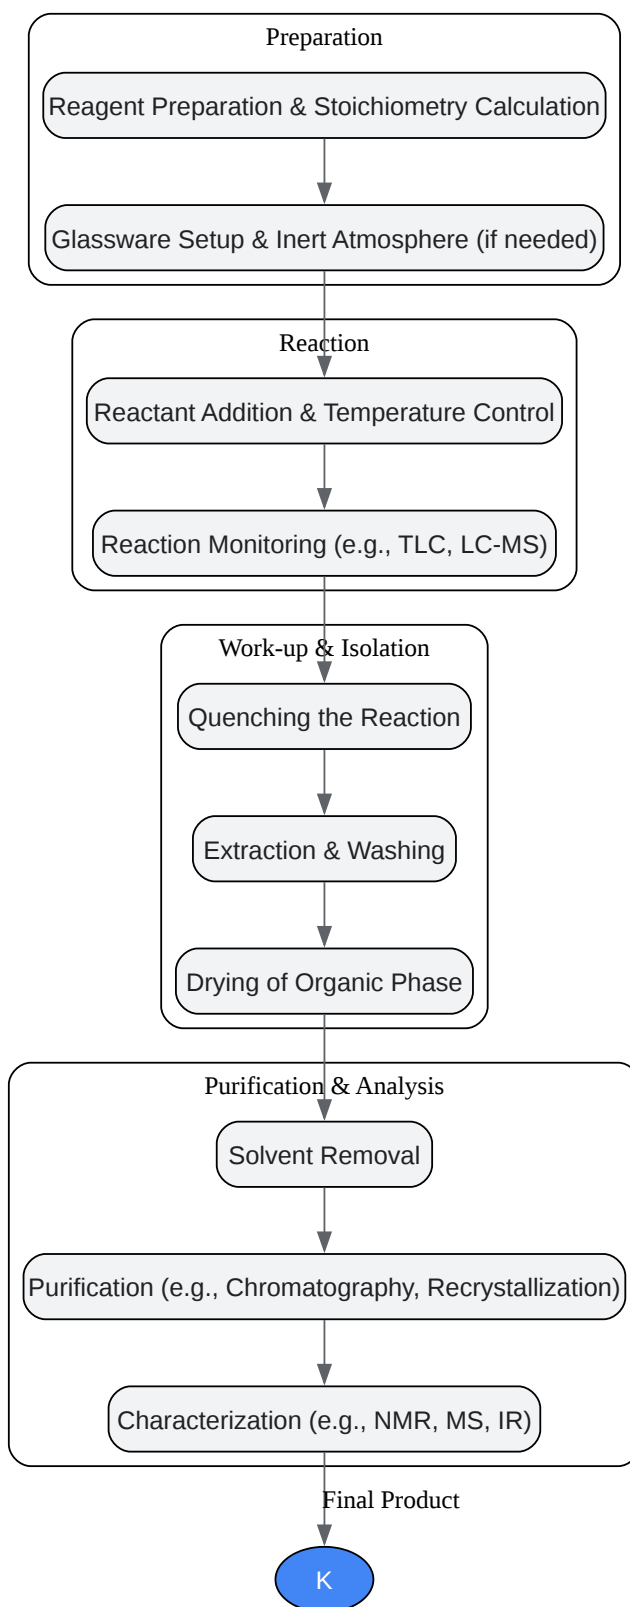 Preparation
Reagent Preparation & Stoichiometry Calculation
Glassware Setup & Inert Atmosphere (if needed)
Reaction
Reactant Addition & Temperature Control
Reaction Monitoring (e.g., TLC, LC-MS)
Work-up & Isolation
Quenching the Reaction
Extraction & Washing
Drying of Organic Phase
Purification & Analysis
Solvent Removal
Purification (e.g., Chromatography, Recrystallization)
Characterization (e.g., NMR, MS, IR)
Final Product
K